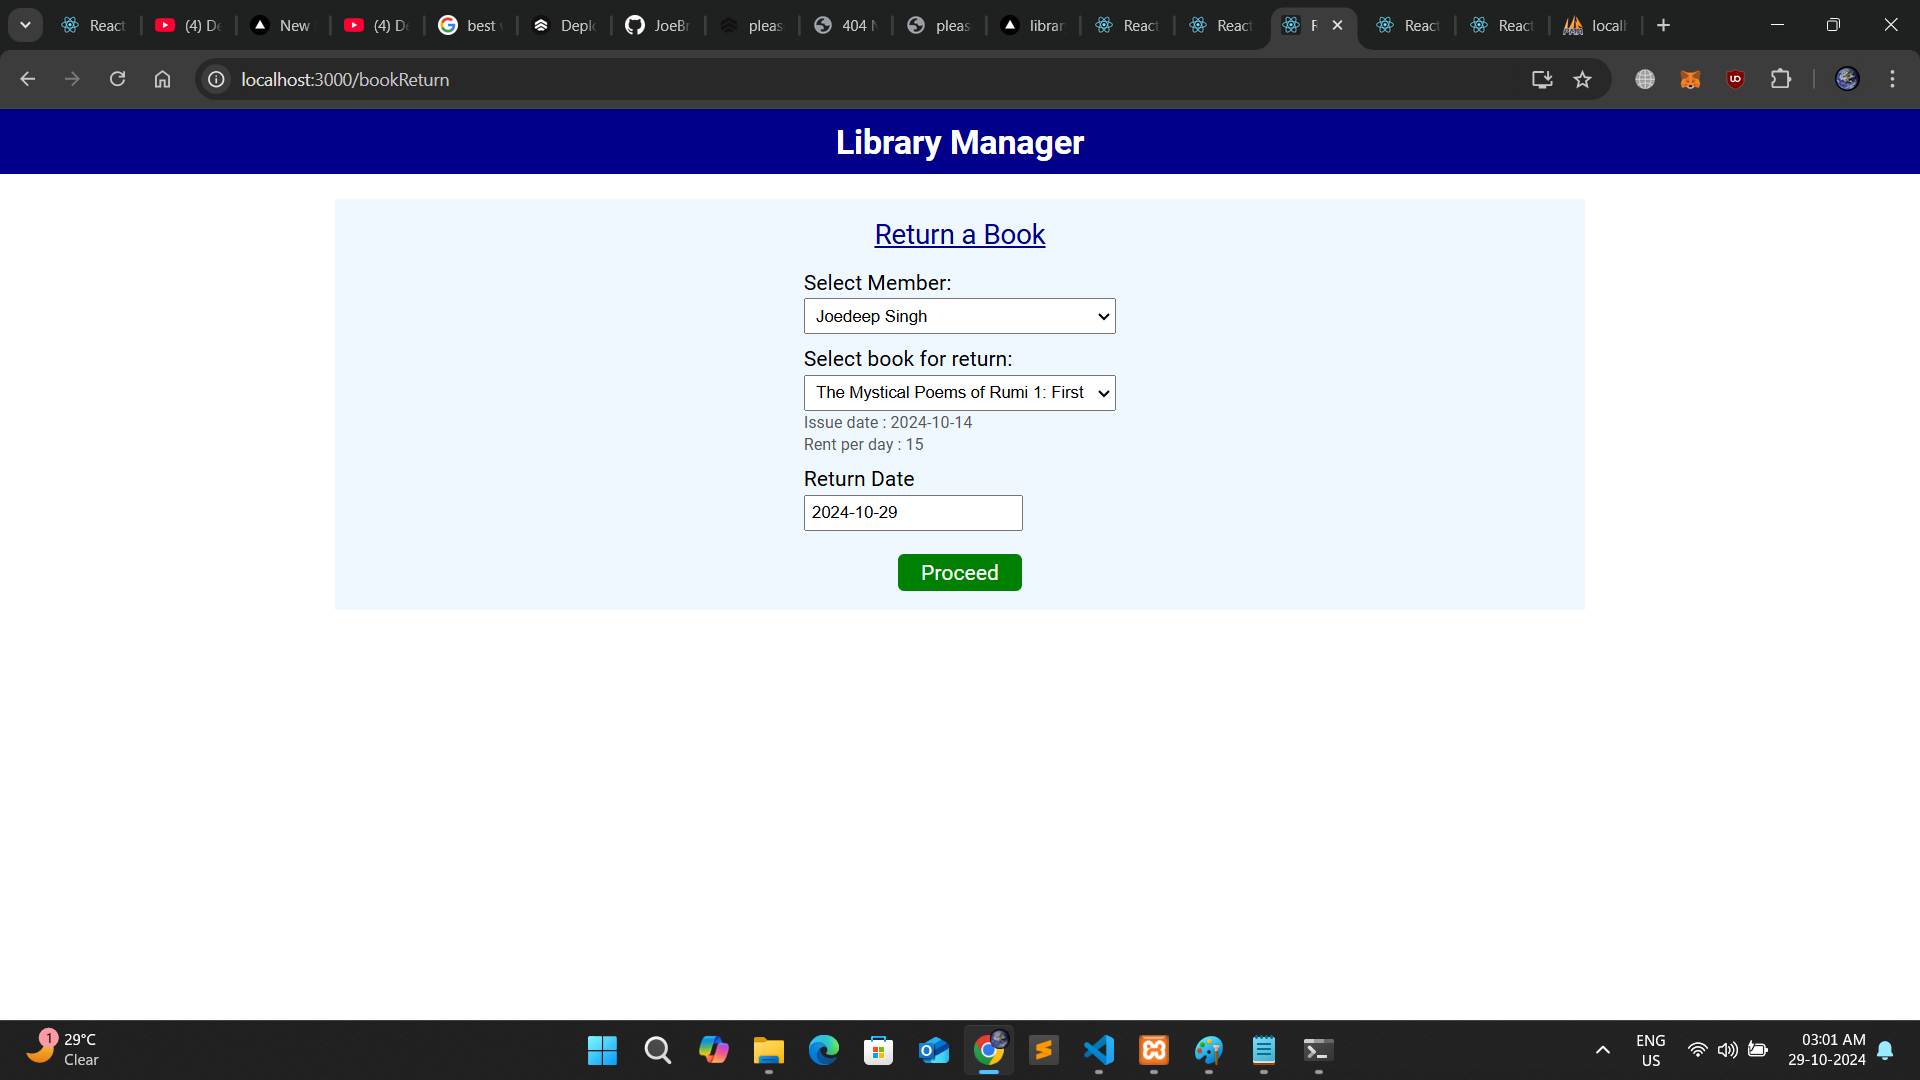 React
(4) De
New
(4) De
best
Deplo
JoeBr
pleas
404 N
pleas
librar
React
React
React
React
localh
localhost:3000/bookReturn
Library Manager
Return a Book
Select Member:
Joedeep Singh
Select book for return:
The Mystical Poems of Rumi 1: First
Issue date : 2024-10-14
Rent per day : 15
Return Date
2024-10-29
Proceed
1
29°C
Clear
ENG
US
03:01 AM
29-10-2024